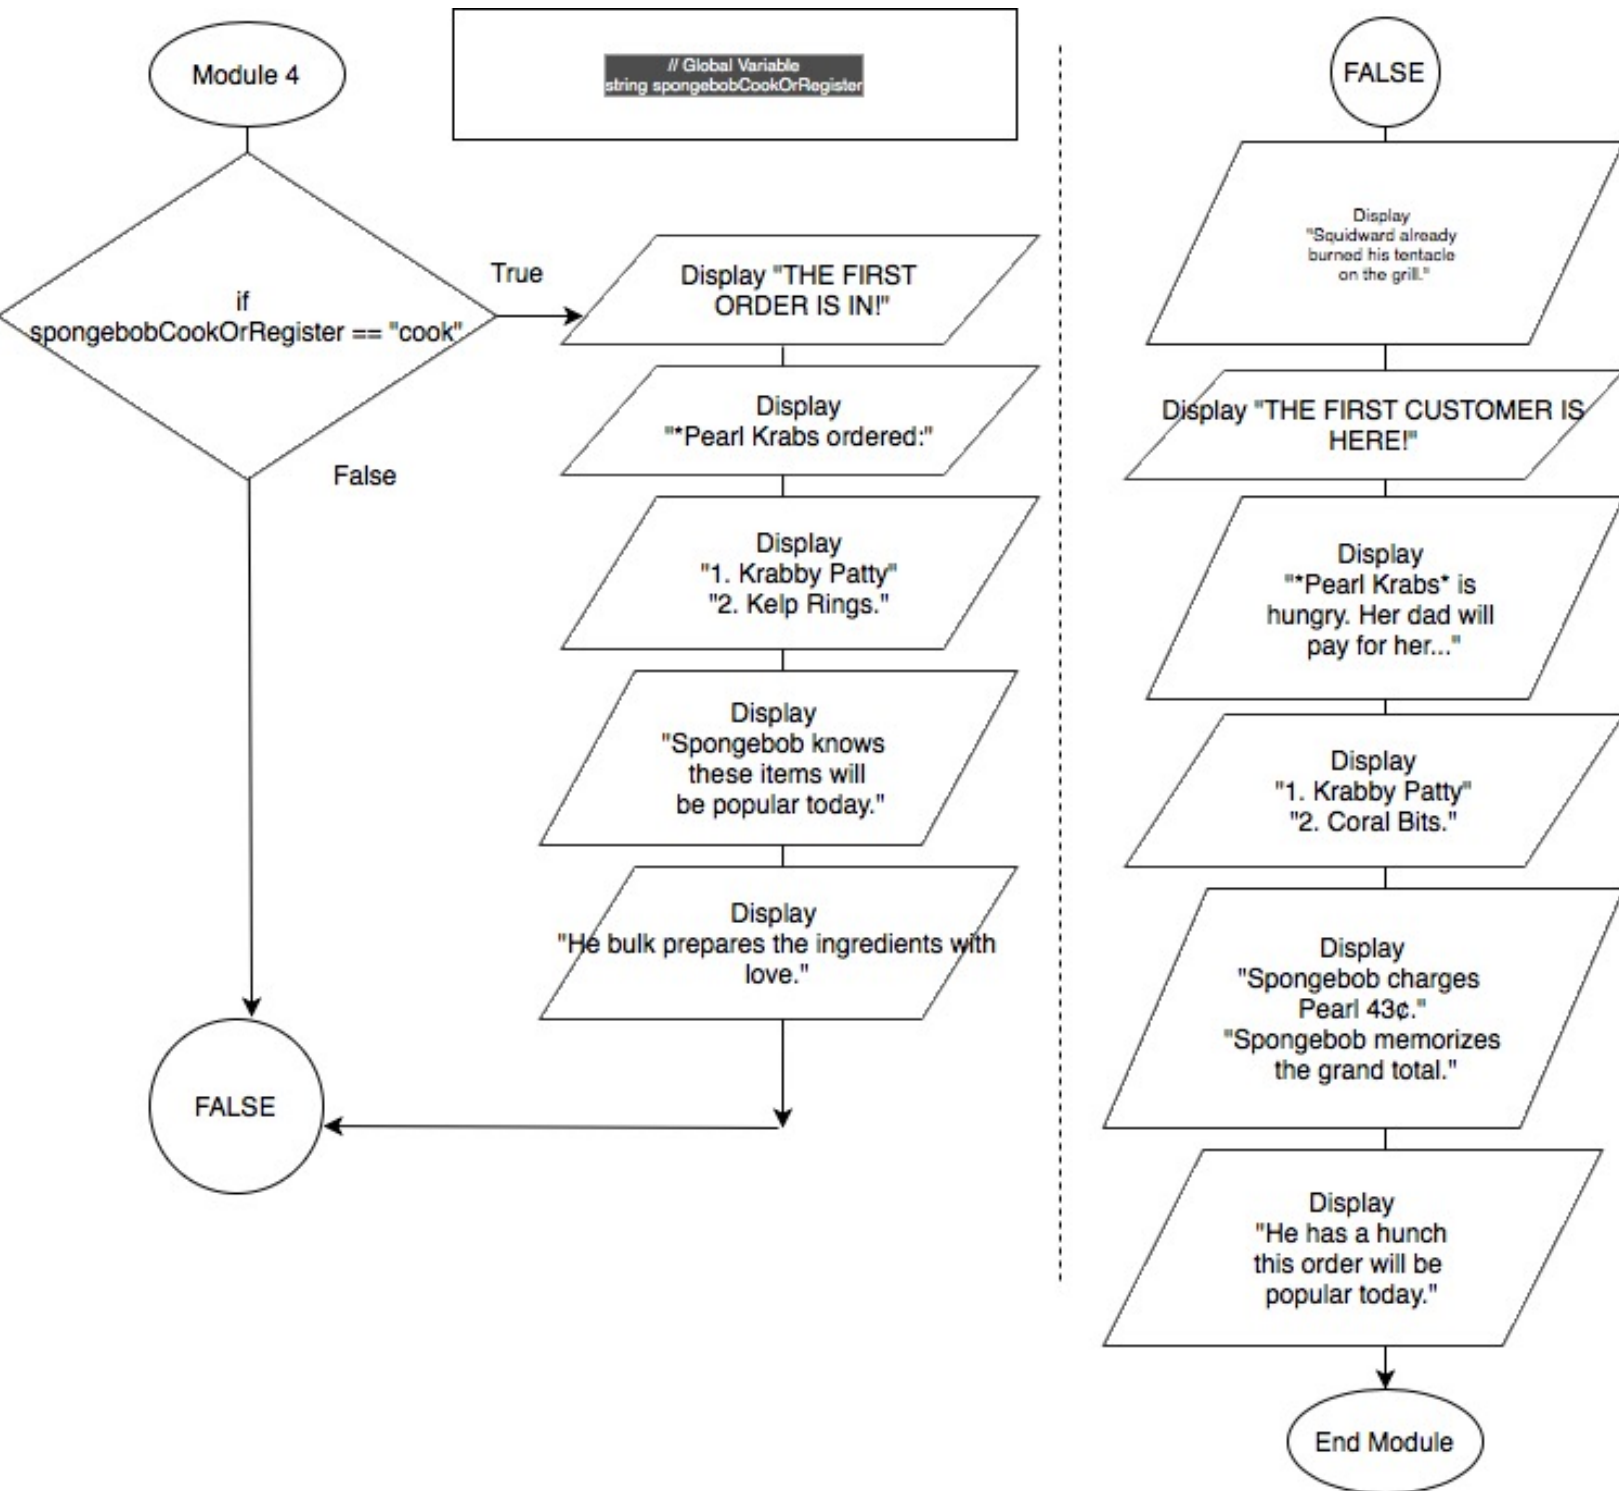 Module 4
// Global Variable
string spongebobCookOrRegister
if
spongebobCookOrRegister == "cook"
True
False
Display "THE FIRST
ORDER IS IN!"
Display
"*Pearl Krabs ordered:"
Display
"1. Krabby Patty"
"2. Kelp Rings."
Display
"Spongebob knows
these items will
be popular today."
Display
"He bulk prepares the ingredients with
love."
FALSE
FALSE
Display
"Squidward already
burned his tentacle
on the grill."
Display "THE FIRST CUSTOMER IS
HERE!"
Display
"*Pearl Krabs* is
hungry. Her dad will
pay for her..."
Display
"1. Krabby Patty"
"2. Coral Bits."
Display
"Spongebob charges
Pearl 43¢."
"Spongebob memorizes
the grand total."
Display
"He has a hunch
this order will be
popular today."
End Module